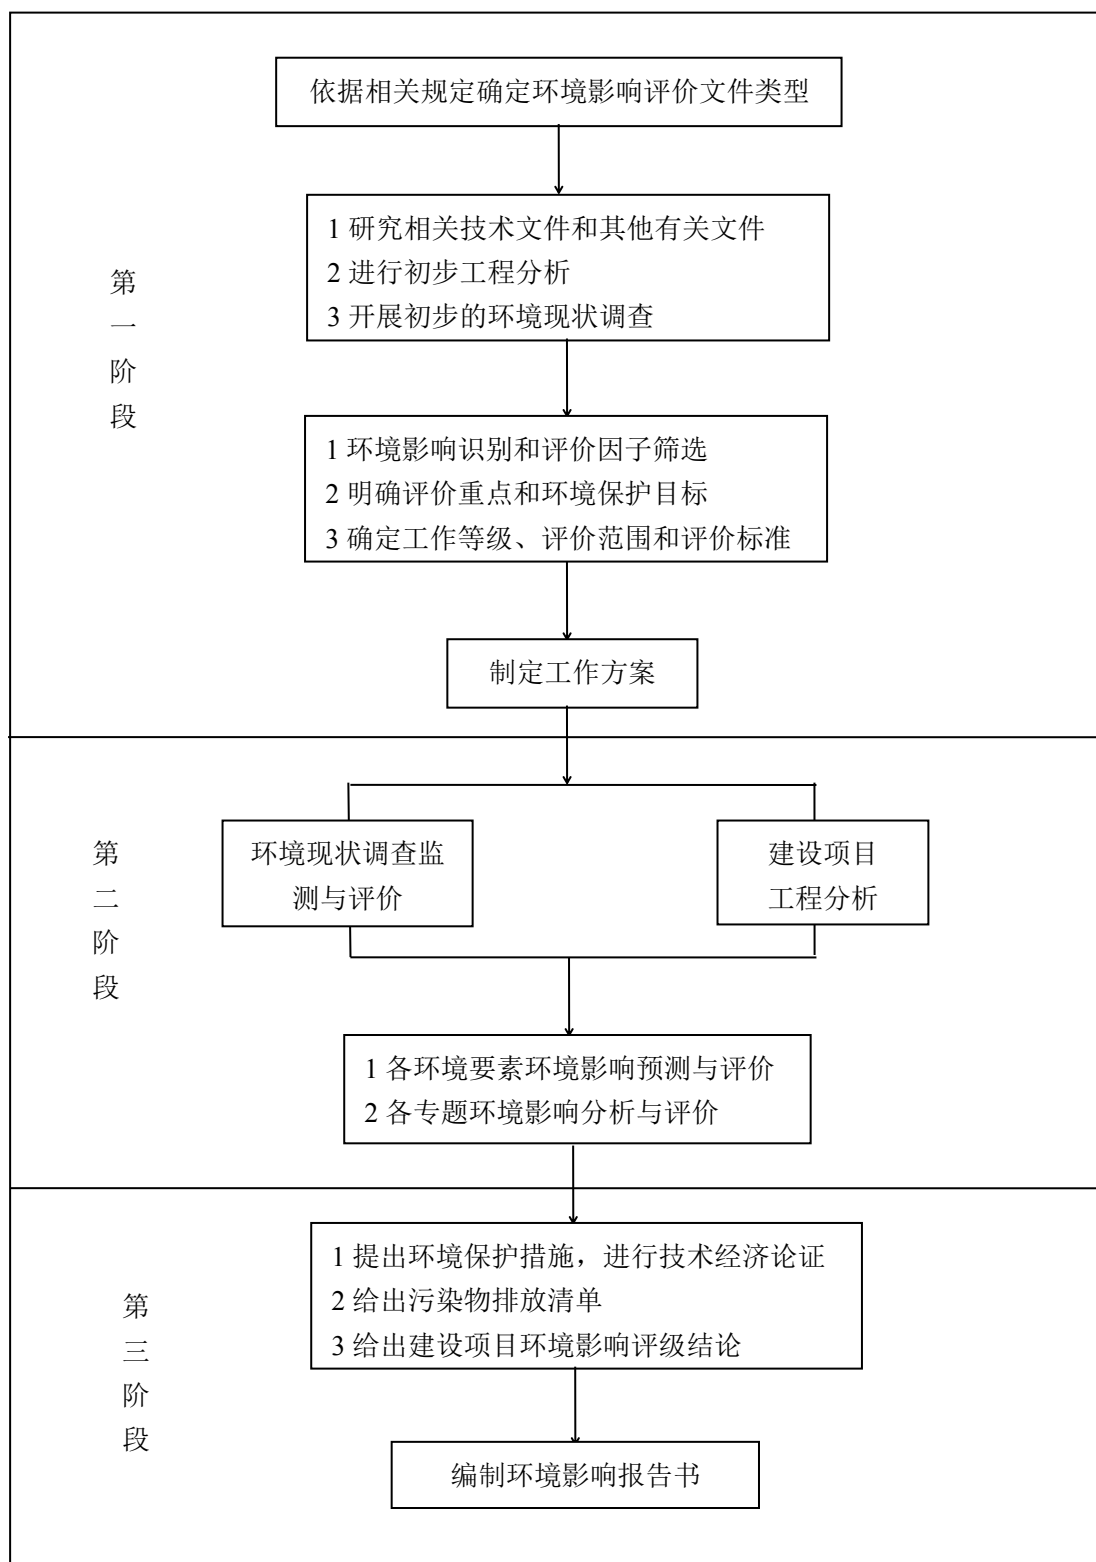 依据相关规定确定环境影响评价文件类型
1 研究相关技术文件和其他有关文件
2 进行初步工程分析
3 开展初步的环境现状调查
第
一
阶
段
1 环境影响识别和评价因子筛选
2 明确评价重点和环境保护目标
3 确定工作等级、评价范围和评价标准
制定工作方案
第
二
阶
段
环境现状调查监
测与评价
建设项目
工程分析
1 各环境要素环境影响预测与评价
2 各专题环境影响分析与评价
第
三
阶
段
1 提出环境保护措施，进行技术经济论证
2 给出污染物排放清单
3 给出建设项目环境影响评级结论
编制环境影响报告书